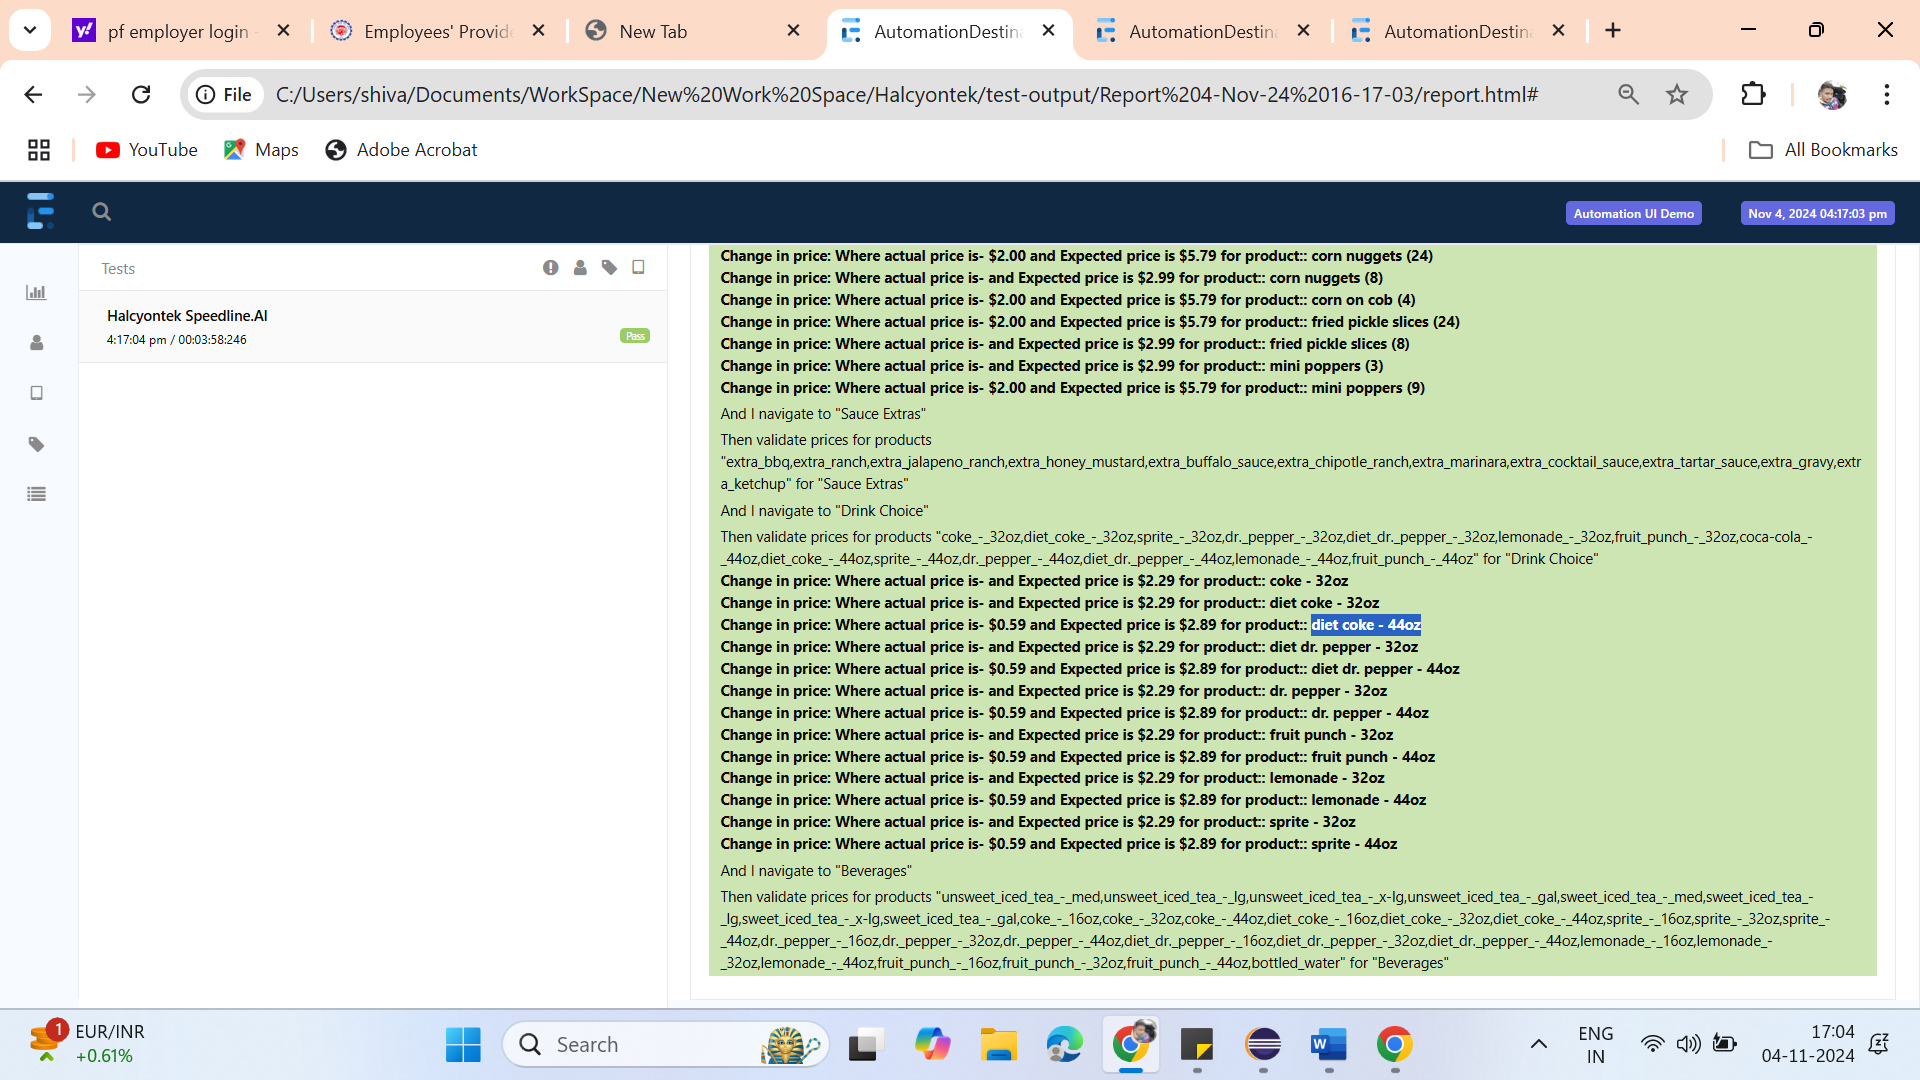 pf employer login -
Employees' Provide
New Tab
AutomationDestina
AutomationDestina
AutomationDestina
File
C:/Users/shiva/Documents/WorkSpace/New%20Work%20Space/Halcyontek/test-output/Report%204-Nov-24%2016-17-03/report.html#
YouTube
Maps
Adobe Acrobat
All Bookmarks
Automation UI Demo
Nov 4, 2024 04:17:03 pm
Tests
Halcyontek Speedline.AI
4:17:04 pm / 00:03:58:246
Pass
Change in price: Where actual price is- $2.00 and Expected price is $5.79 for product:: corn nuggets (24)
Change in price: Where actual price is- and Expected price is $2.99 for product:: corn nuggets (8)
Change in price: Where actual price is- $2.00 and Expected price is $5.79 for product:: corn on cob (4)
Change in price: Where actual price is- $2.00 and Expected price is $5.79 for product:: fried pickle slices (24)
Change in price: Where actual price is- and Expected price is $2.99 for product:: fried pickle slices (8)
Change in price: Where actual price is- and Expected price is $2.99 for product:: mini poppers (3)
Change in price: Where actual price is- $2.00 and Expected price is $5.79 for product:: mini poppers (9)
And I navigate to "Sauce Extras"
Then validate prices for products
"extra_bbq,extra_ranch,extra_jalapeno_ranch,extra_honey_mustard,extra_buffalo_sauce,extra_chipotle_ranch,extra_marinara,extra_cocktail_sauce,extra_tartar_sauce,extra_gravy,extr
a_ketchup" for "Sauce Extras"
And I navigate to "Drink Choice"
Then validate prices for products "coke_-_32oz,diet_coke_-_32oz,sprite_-_32oz,dr._pepper_-_32oz,diet_dr._pepper_-_32oz,lemonade_-_32oz,fruit_punch_-_32oz,coca-cola_-
_44oz,diet_coke_-_44oz,sprite_-_44oz,dr._pepper_-_44oz,diet_dr._pepper_-_44oz,lemonade_-_44oz,fruit_punch_-_44oz" for "Drink Choice"
Change in price: Where actual price is- and Expected price is $2.29 for product:: coke - 32oz
Change in price: Where actual price is- and Expected price is $2.29 for product:: diet coke - 32oz
Change in price: Where actual price is- $0.59 and Expected price is $2.89 for product:: diet coke - 44oz
Change in price: Where actual price is- and Expected price is $2.29 for product:: diet dr. pepper - 32oz
Change in price: Where actual price is- $0.59 and Expected price is $2.89 for product:: diet dr. pepper - 44oz
Change in price: Where actual price is- and Expected price is $2.29 for product:: dr. pepper - 32oz
Change in price: Where actual price is- $0.59 and Expected price is $2.89 for product:: dr. pepper - 44oz
Change in price: Where actual price is- and Expected price is $2.29 for product:: fruit punch - 32oz
Change in price: Where actual price is- $0.59 and Expected price is $2.89 for product:: fruit punch - 44oz
Change in price: Where actual price is- and Expected price is $2.29 for product:: lemonade - 32oz
Change in price: Where actual price is- $0.59 and Expected price is $2.89 for product:: lemonade - 44oz
Change in price: Where actual price is- and Expected price is $2.29 for product:: sprite - 32oz
Change in price: Where actual price is- $0.59 and Expected price is $2.89 for product:: sprite - 44oz
And I navigate to "Beverages"
Then validate prices for products "unsweet_iced_tea_-_med,unsweet_iced_tea_-_lg,unsweet_iced_tea_-_x-lg,unsweet_iced_tea_-_gal,sweet_iced_tea_-_med,sweet_iced_tea_-
_lg,sweet_iced_tea_-_x-lg,sweet_iced_tea_-_gal,coke_-_16oz,coke_-_32oz,coke_-_44oz,diet_coke_-_16oz,diet_coke_-_32oz,diet_coke_-_44oz,sprite_-_16oz,sprite_-_32oz,sprite_-
_44oz,dr._pepper_-_16oz,dr._pepper_-_32oz,dr._pepper_-_44oz,diet_dr._pepper_-_16oz,diet_dr._pepper_-_32oz,diet_dr._pepper_-_44oz,lemonade_-_16oz,lemonade_-
_32oz,lemonade_-_44oz,fruit_punch_-_16oz,fruit_punch_-_32oz,fruit_punch_-_44oz,bottled_water" for "Beverages"
1
EUR/INR
+0.61%
Search
ENG
IN
17:04
04-11-2024